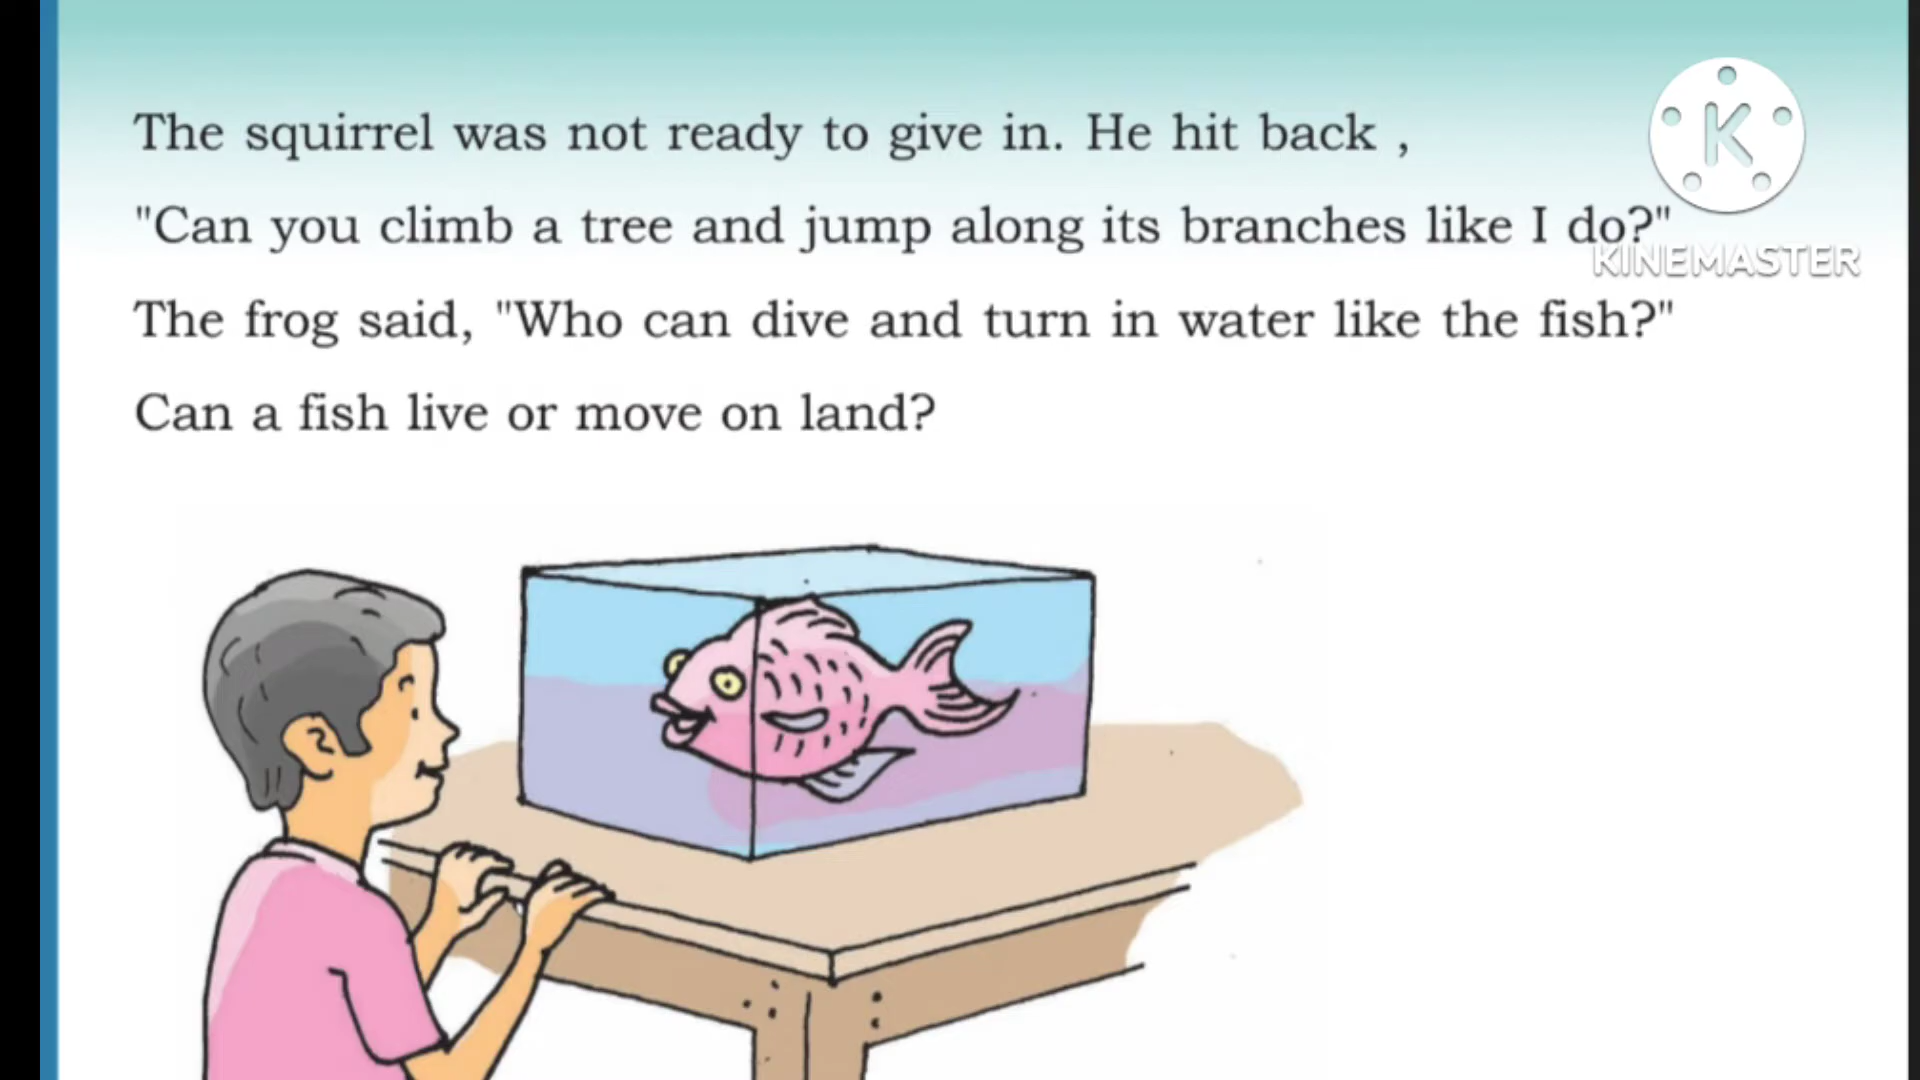 The squirrel was not ready to give in. He hit back ,
"Can you climb a tree and jump along its branches like I do?"
The frog said, "Who can dive and turn in water like the fish?"
Can a fish live or move on land?
K
KINEMASTER